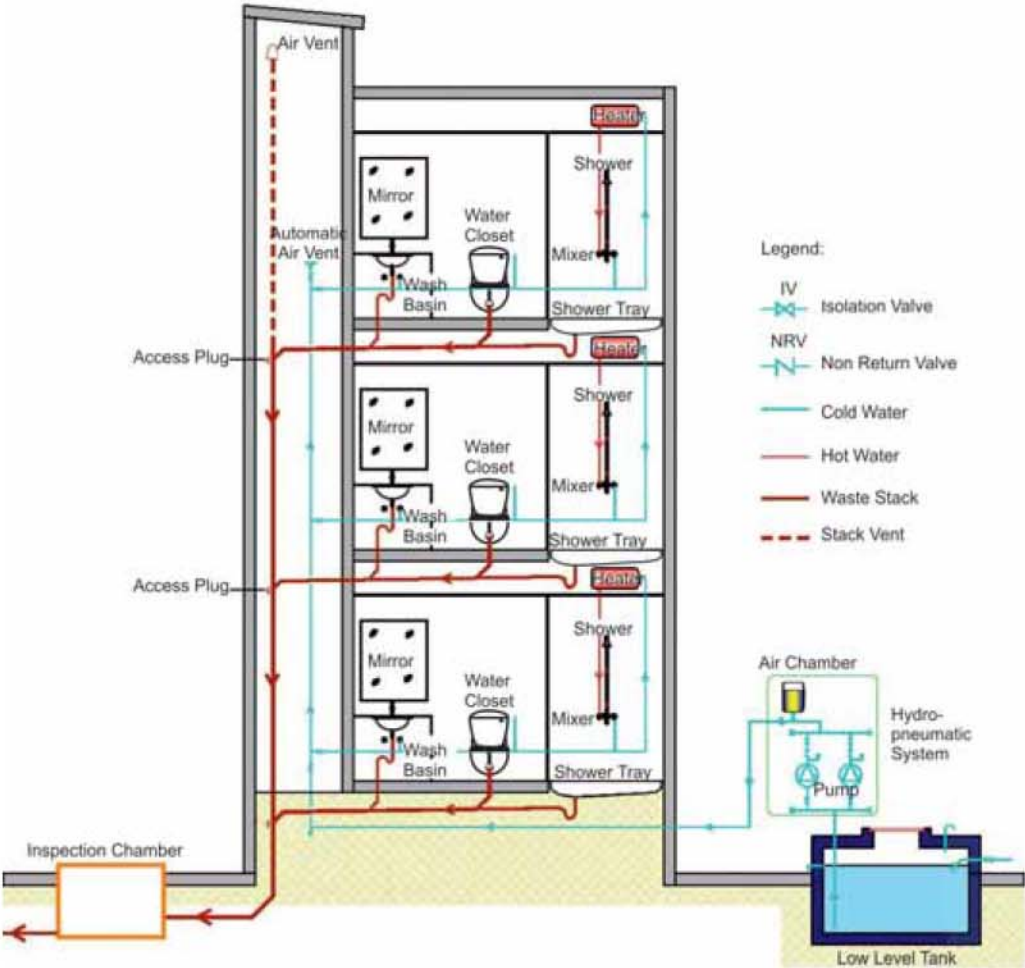 Air Vent
Heater
Shower
Mirror
Water
Closet
Automatic
Air Vent
Mixer
Wash
Basin
Shower Tray
Access Plug
Heater
Shower
Mirror
Water
Closet
Mixer
Wash
Basin
Shower Tray
Access Plug
Heater
Shower
Mirror
Water
Closet
Mixer
Wash
Basin
Shower Tray
Inspection Chamber
Legend:
IV
Isolation Valve
NRV
Non Return Valve
Cold Water
Hot Water
Waste Stack
Stack Vent
Air Chamber
Hydro-
pneumatic
System
Pump
Low Level Tank